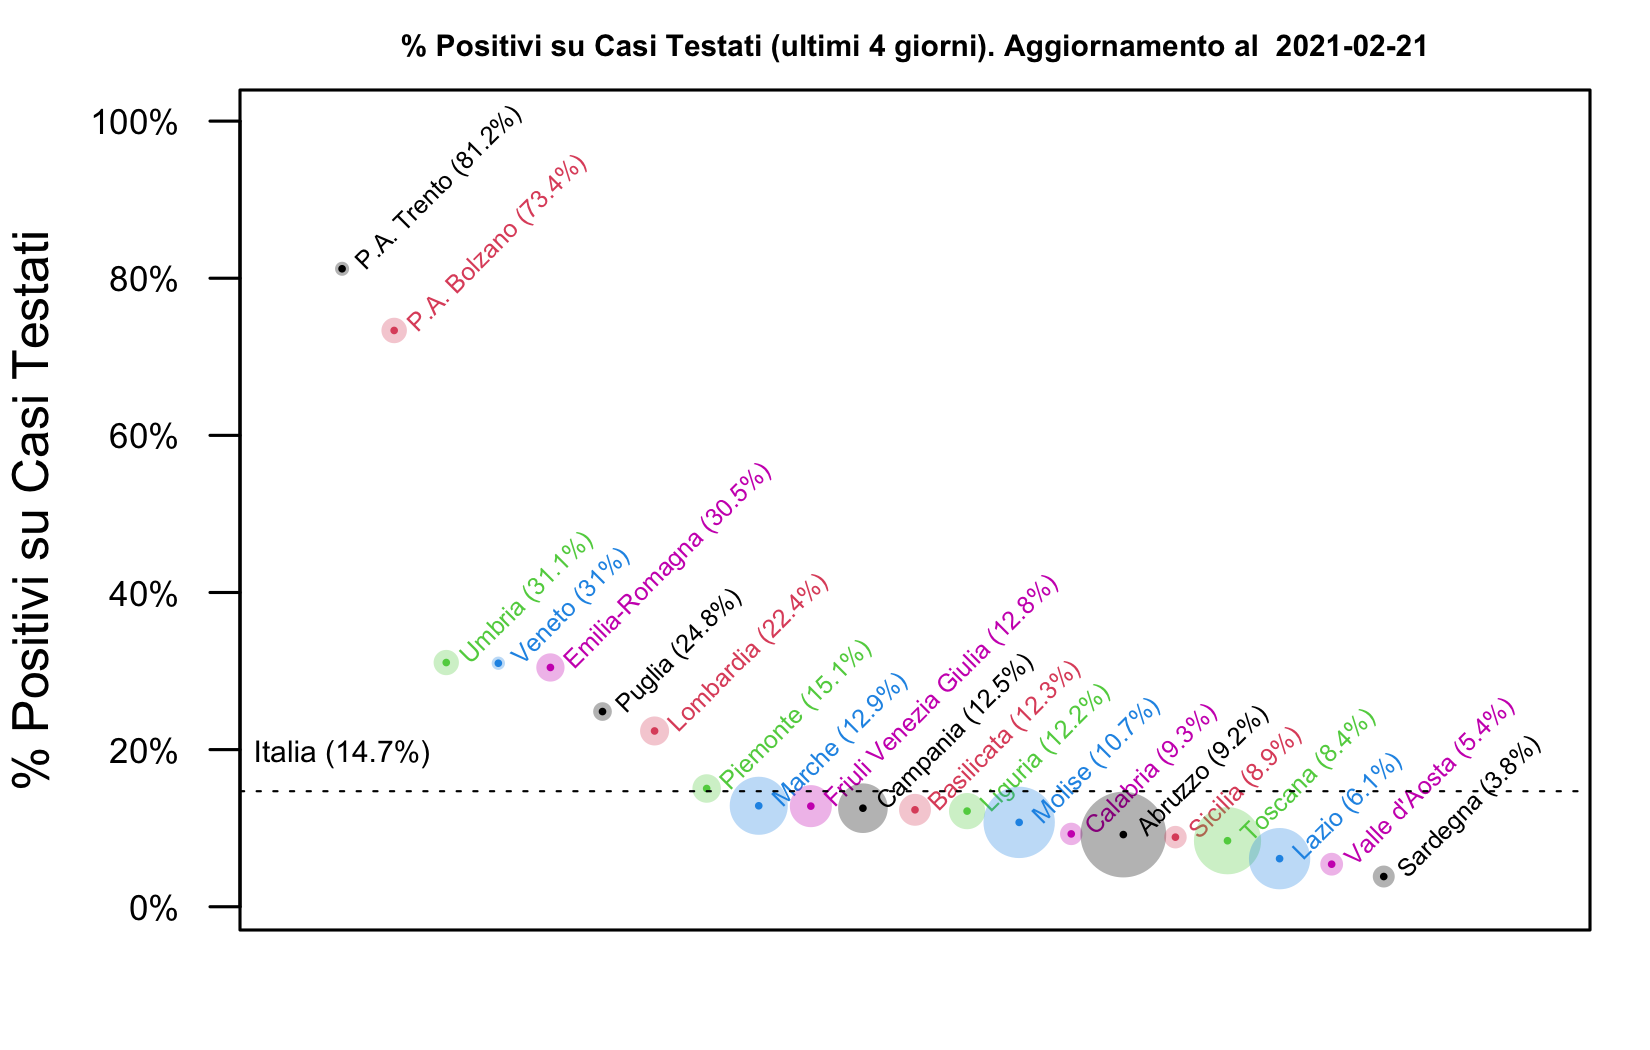 % Positivi su Casi Testati (ultimi 4 giorni). Aggiornamento al  2021-02-21
% Positivi su Casi Testati
100%
80%
60%
40%
20%
0%
P.A. Trento (81.2%)
P.A. Bolzano (73.4%)
Umbria (31.1%)
Veneto (31%)
Emilia-Romagna (30.5%)
Puglia (24.8%)
Lombardia (22.4%)
Italia (14.7%)
Piemonte (15.1%)
Marche (12.9%)
Friuli Venezia Giulia (12.8%)
Campania (12.5%)
Basilicata (12.3%)
Liguria (12.2%)
Molise (10.7%)
Calabria (9.3%)
Abruzzo (9.2%)
Sicilia (8.9%)
Toscana (8.4%)
Lazio (6.1%)
Valle d'Aosta (5.4%)
Sardegna (3.8%)